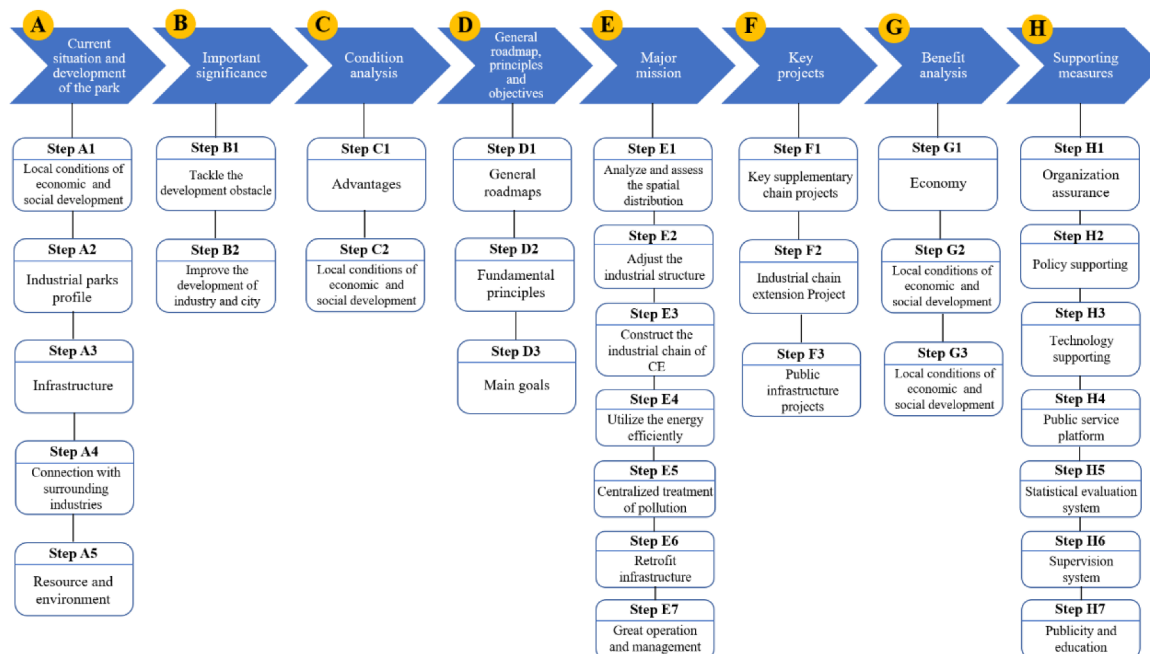 A
Current
situation and
development
of the park
B
Important
significance
C
Condition
analysis
D
General
roadmap,
principles and
objectives
E
Major
mission
F
Key
projects
G
Benefit
analysis
H
Supporting
measures
Step A1
Local conditions of
economic and
social development
Step A2
Industrial parks
profile
Step A3
Infrastructure
Step A4
Connection with
surrounding
industries
Step A5
Resource and
environment
Step B1
Tackle the
development obstacle
Step B2
Improve the
development of
industry and city
Step C1
Advantages
Step C2
Local conditions of
economic and
social development
Step D1
General
roadmaps
Step D2
Fundamental
principles
Step D3
Main goals
Step E1
Analyze and assess
the spatial
distribution
Step E2
Adjust the
industrial structure
Step E3
Construct the
industrial chain of
CE
Step E4
Utilize the energy
efficiently
Step E5
Centralized treatment
of pollution
Step E6
Retrofit
infrastructure
Step E7
Great operation
and management
Step F1
Key supplementary
chain projects
Step F2
Industrial chain
extension Project
Step F3
Public
infrastructure
projects
Step G1
Economy
Step G2
Local conditions of
economic and
social development
Step G3
Local conditions of
economic and
social development
Step H1
Organization
assurance
Step H2
Policy supporting
Step H3
Technology
supporting
Step H4
Public service
platform
Step H5
Statistical evaluation
system
Step H6
Supervision
system
Step H7
Publicity and
education